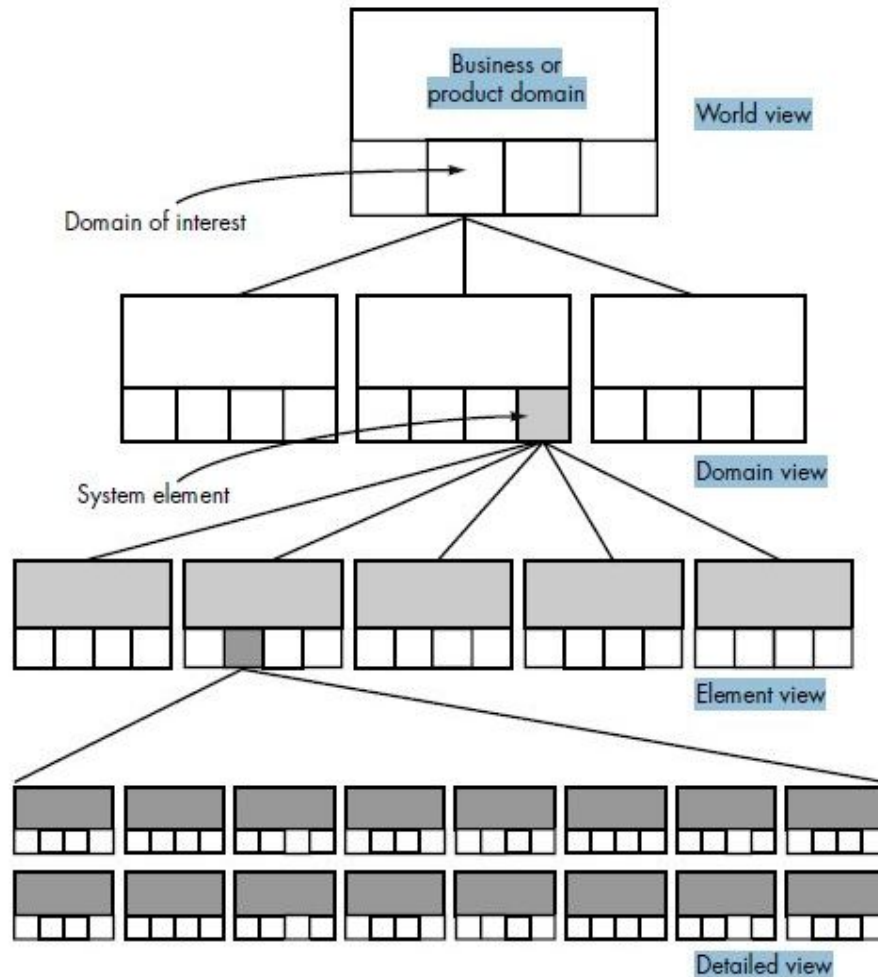 Business or
product domain
World view
Domain of interest
Domain view
System element
Element view
Detailed view